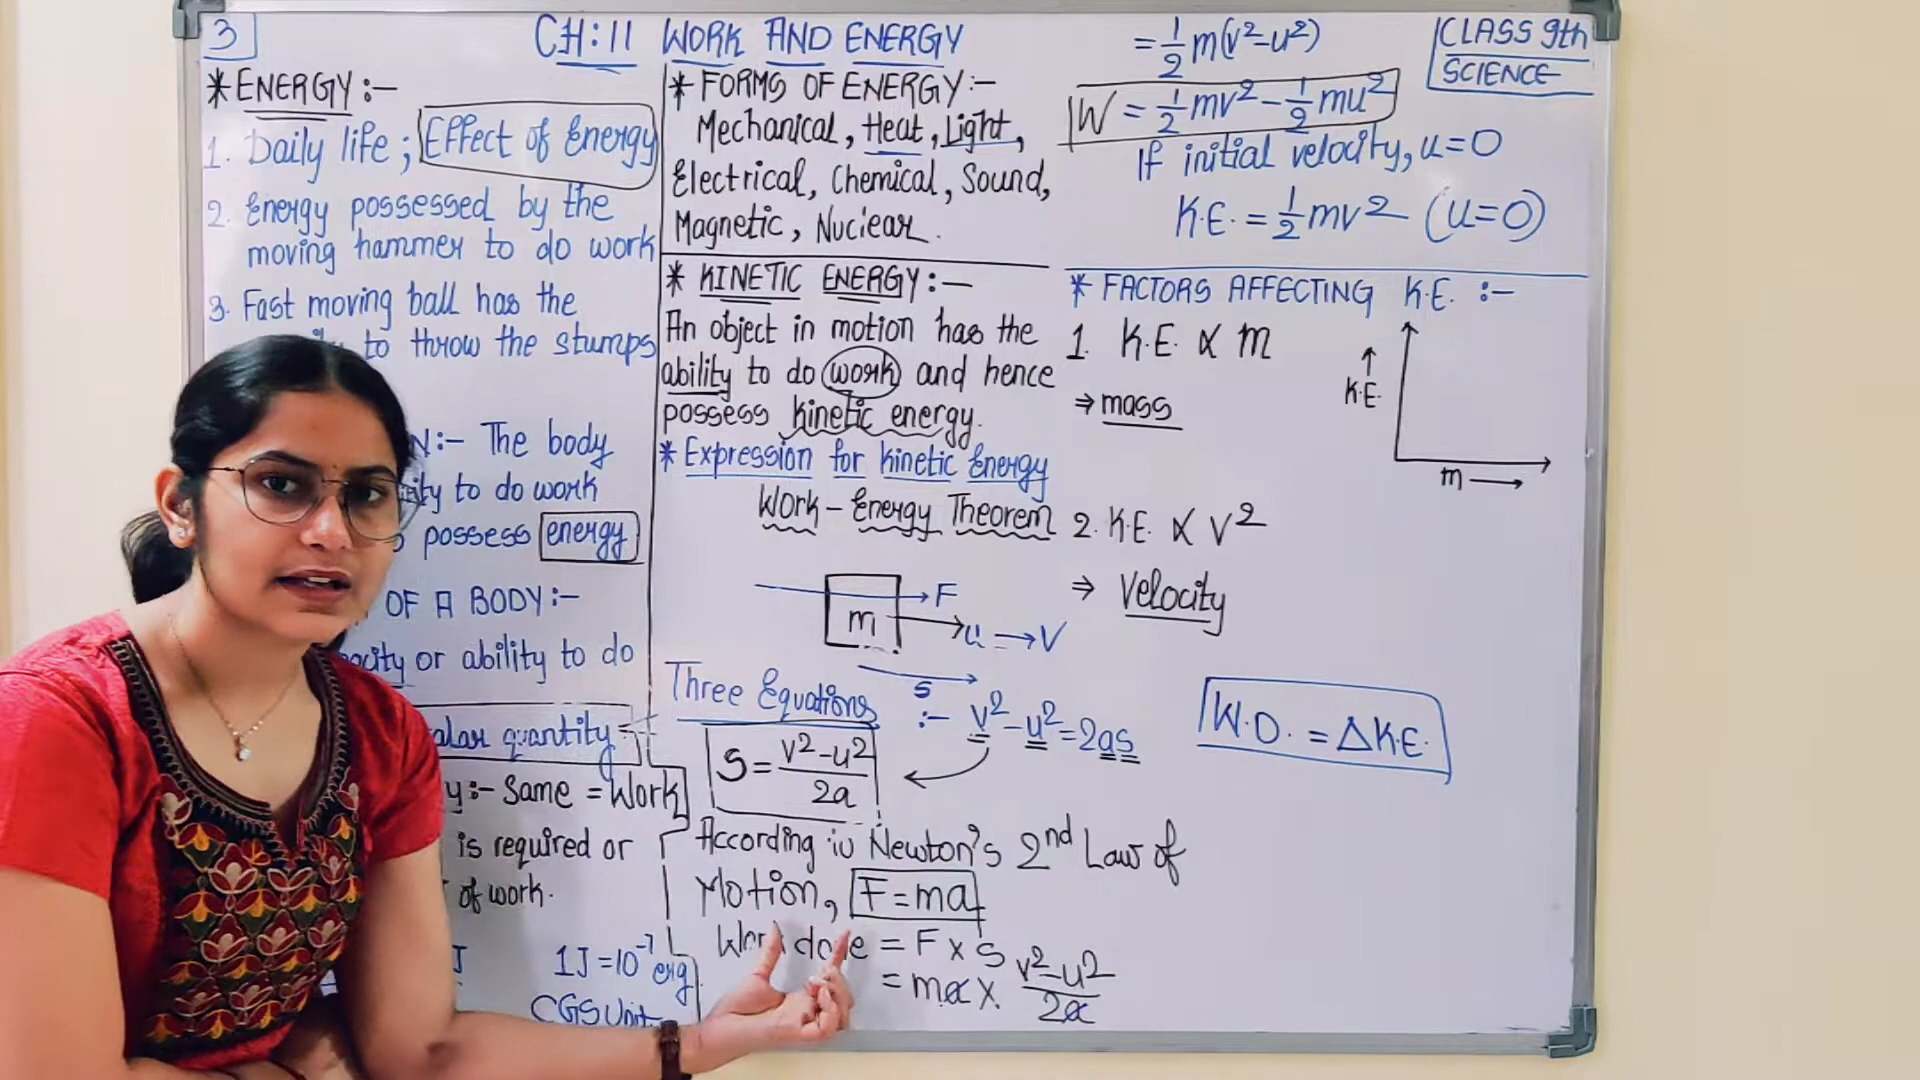 3
CH:11 WORK AND ENERGY
CLASS 9th
SCIENCE
* ENERGY:-
1. Daily life ; Effect of Energy
2. Energy possessed by the
moving hammer to do work
3. Fast moving ball has the
to throw the stumps
N:- The body
to do work
possess energy
OF A BODY:-
or ability to do
quantity
y:- Same = Work
is required or
of work.
J 1J=10⁻⁷ erg
CGS Unit
* FORMS OF ENERGY:-
Mechanical, Heat, Light,
Electrical, Chemical, Sound,
Magnetic, Nuclear.
* KINETIC ENERGY:-
An object in motion has the
ability to do work and hence
possess kinetic energy.
* Expression for kinetic Energy
Work - Energy Theorem
F
m
u → V
s
Three Equations :- v²-u²=2as
S = v²-u²/2a
According to Newton's 2nd Law of
Motion, F = ma
Work done = F x S
= ma x v²-u²/2a
= ½ m(v²-u²)
W = ½mv² - ½mu²
If initial velocity, u=0
K.E. = ½mv² (u=0)
* FACTORS AFFECTING K.E. :-
1. K.E. ∝ m
⇒ mass
K.E. ↑
m →
2. K.E. ∝ V²
⇒ Velocity
W.D. = ΔK.E.